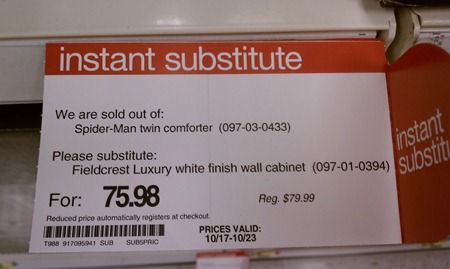 instant substitute
We are sold out of:
Spider-Man twin comforter (097-03-0433)
Please substitute:
Fieldcrest Luxury white finish wall cabinet (097-01-0394)
For: 75.98
Reg. $79.99
Reduced price automatically registers at checkout.
T988 917095941 SUB SUBSPRIC
PRICES VALID:
10/17-10/23
instant
substitut